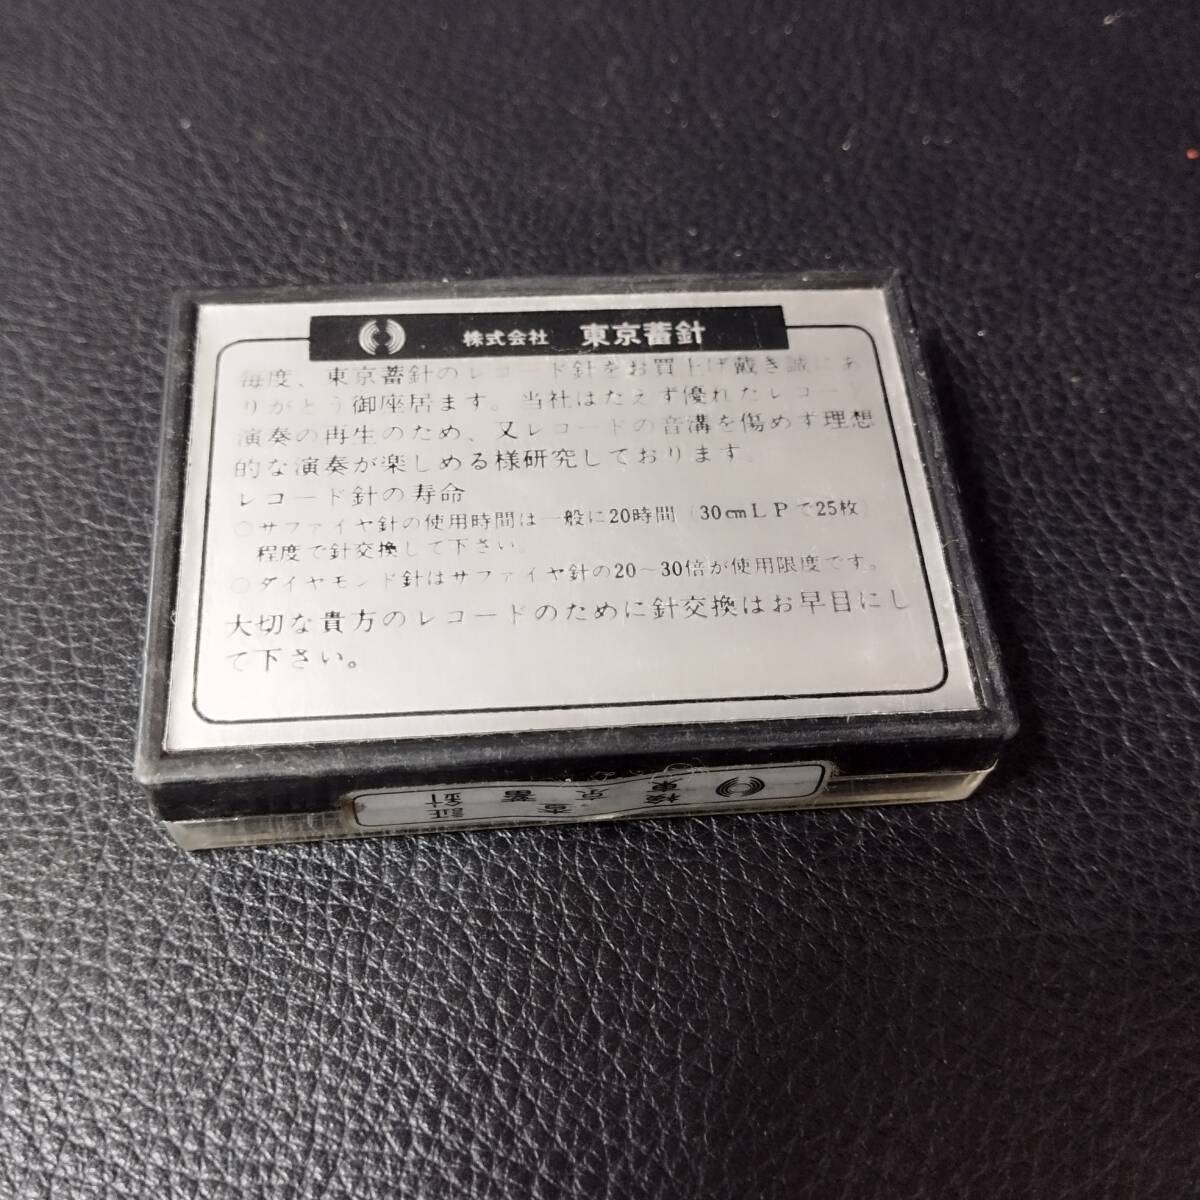 株式会社 東京蓄針
毎度、東京蓄針のレコード針をお買上げ戴き誠にあ
りがとう御座居ます。当社はたえず優れたレコード
演奏の再生のため、又レコードの音溝を傷めず理想
的な演奏が楽しめる様研究しております。
レコード針の寿命
○サファイヤ針の使用時間は一般に20時間(30cmLPで25枚)
程度で針交換して下さい。
○ダイヤモンド針はサファイヤ針の20~30倍が使用限度です。
大切な貴方のレコードのために針交換はお早目にし
て下さい。
東京蓄針
検査証